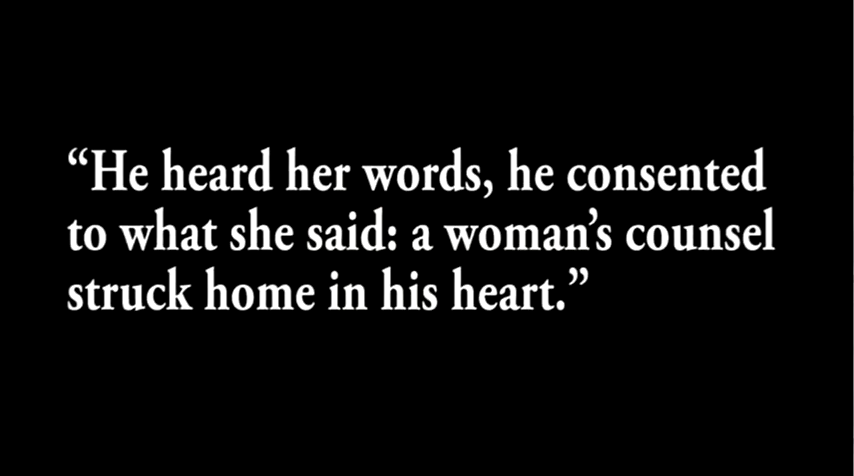 “He heard her words, he consented
to what she said: a woman’s counsel
struck home in his heart.”